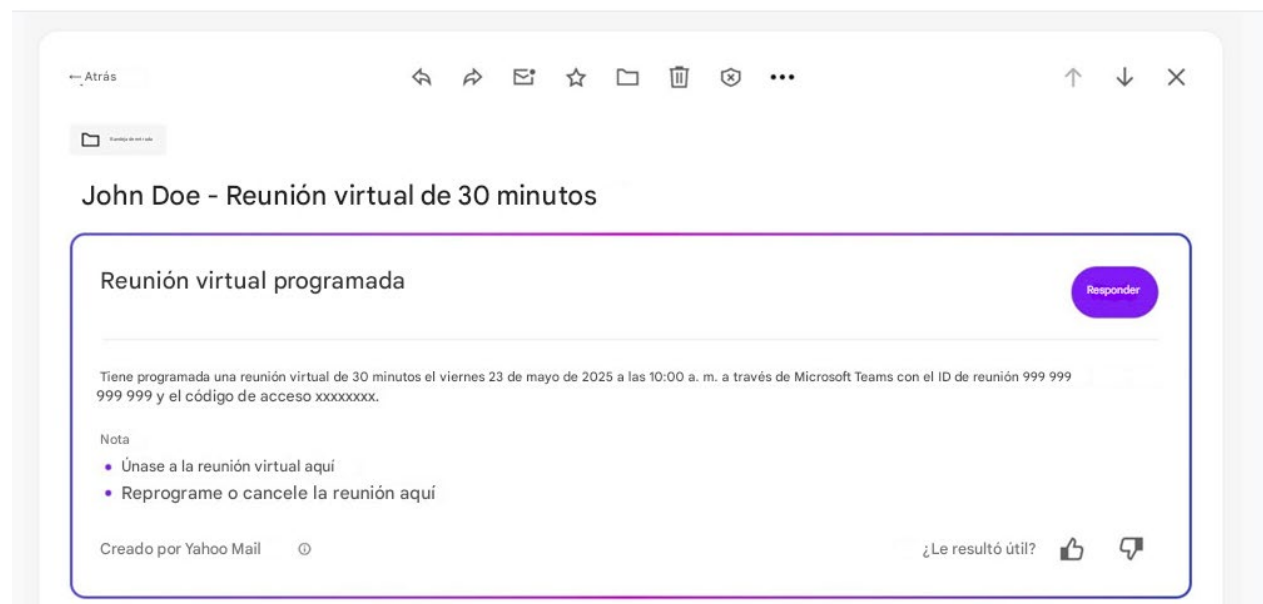 ← Atrás
Bandeja de entrada
John Doe - Reunión virtual de 30 minutos
Reunión virtual programada
Responder
Tiene programada una reunión virtual de 30 minutos el viernes 23 de mayo de 2025 a las 10:00 a. m. a través de Microsoft Teams con el ID de reunión 999 999
999 999 y el código de acceso xxxxxxxx.
Nota
• Únase a la reunión virtual aquí
• Reprograme o cancele la reunión aquí
Creado por Yahoo Mail
¿Le resultó útil?